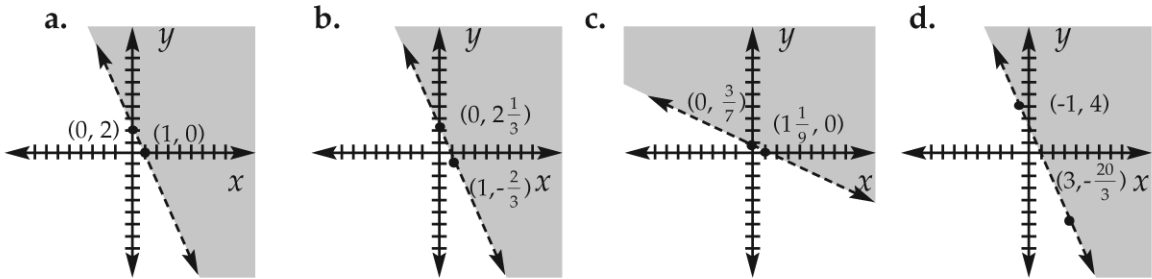 a.
y
(0, 2)
(1, 0)
x
b.
y
(0, 2 1/3)
(1,-2/3)
x
c.
y
(0, 3/7)
(1 1/9, 0)
x
d.
y
(-1, 4)
(3,-20/3)
x